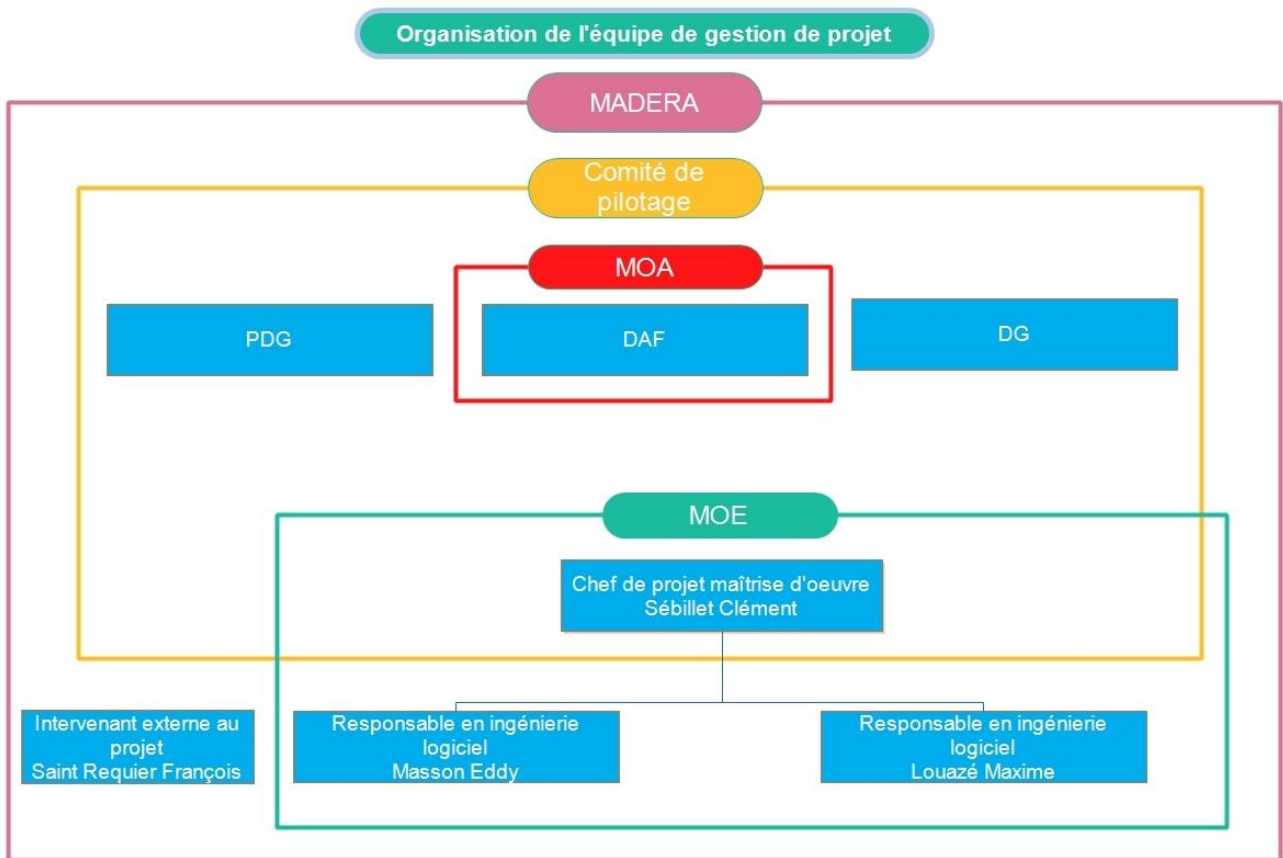 Organisation de l'équipe de gestion de projet
MADERA
Comité de
pilotage
MOA
PDG
DAF
DG
MOE
Chef de projet maîtrise d'oeuvre
Sébillet Clément
Intervenant externe au
projet
Saint Requier François
Responsable en ingénierie
logiciel
Masson Eddy
Responsable en ingénierie
logiciel
Louazé Maxime